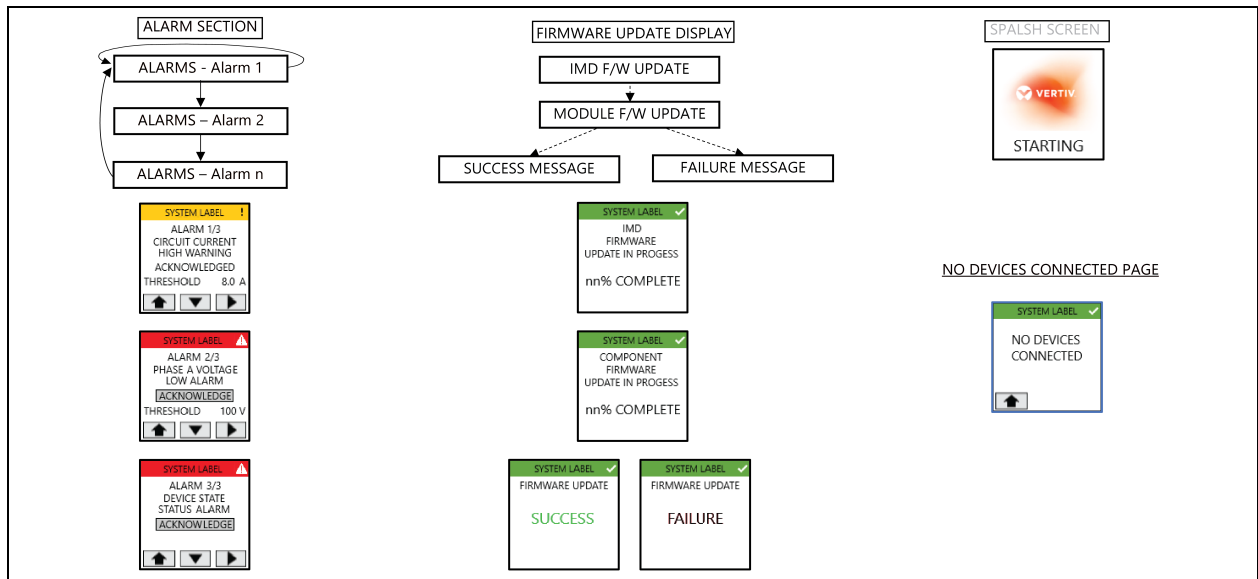 ALARM SECTION
ALARMS - Alarm 1
ALARMS – Alarm 2
ALARMS – Alarm n
SYSTEM LABEL !
ALARM 1/3
CIRCUIT CURRENT
HIGH WARNING
ACKNOWLEDGED
THRESHOLD 8.0 A
SYSTEM LABEL
ALARM 2/3
PHASE A VOLTAGE
LOW ALARM
ACKNOWLEDGE
THRESHOLD 100 V
SYSTEM LABEL
ALARM 3/3
DEVICE STATE
STATUS ALARM
ACKNOWLEDGE
FIRMWARE UPDATE DISPLAY
IMD F/W UPDATE
MODULE F/W UPDATE
SUCCESS MESSAGE
FAILURE MESSAGE
SYSTEM LABEL
IMD
FIRMWARE
UPDATE IN PROGESS
nn% COMPLETE
SYSTEM LABEL
COMPONENT
FIRMWARE
UPDATE IN PROGESS
nn% COMPLETE
SYSTEM LABEL
FIRMWARE UPDATE
SUCCESS
SYSTEM LABEL
FIRMWARE UPDATE
FAILURE
SPALSH SCREEN
VERTIV
STARTING
NO DEVICES CONNECTED PAGE
SYSTEM LABEL
NO DEVICES
CONNECTED